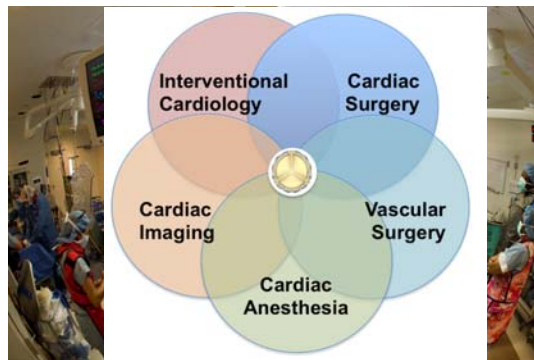 Interventional
Cardiology
Cardiac
Surgery
Cardiac
Imaging
Vascular
Surgery
Cardiac
Anesthesia